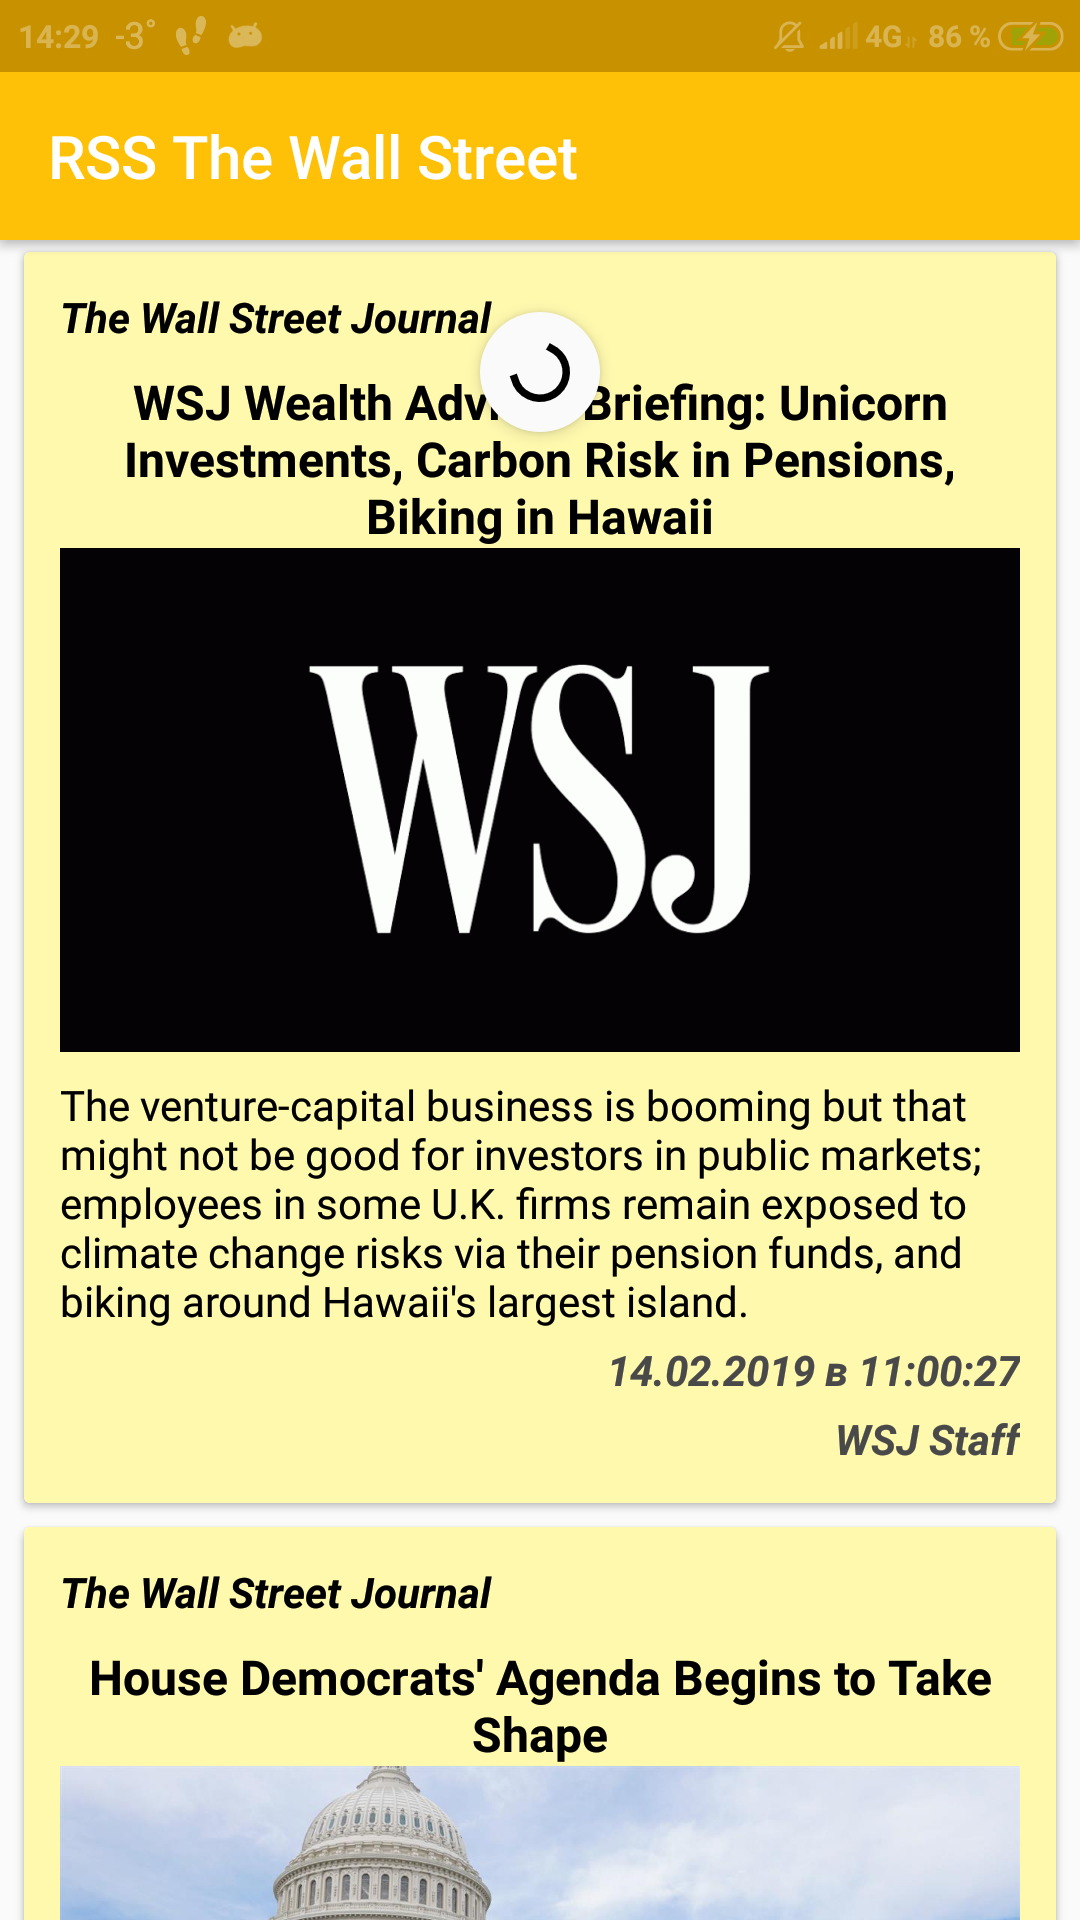 14:29 -3° 4G 86 %
RSS The Wall Street
The Wall Street Journal
WSJ Wealth Briefing: Unicorn
Investments, Carbon Risk in Pensions,
Biking in Hawaii
WSJ
The venture-capital business is booming but that
might not be good for investors in public markets;
employees in some U.K. firms remain exposed to
climate change risks via their pension funds, and
biking around Hawaii's largest island.
14.02.2019 в 11:00:27
WSJ Staff
The Wall Street Journal
House Democrats' Agenda Begins to Take
Shape